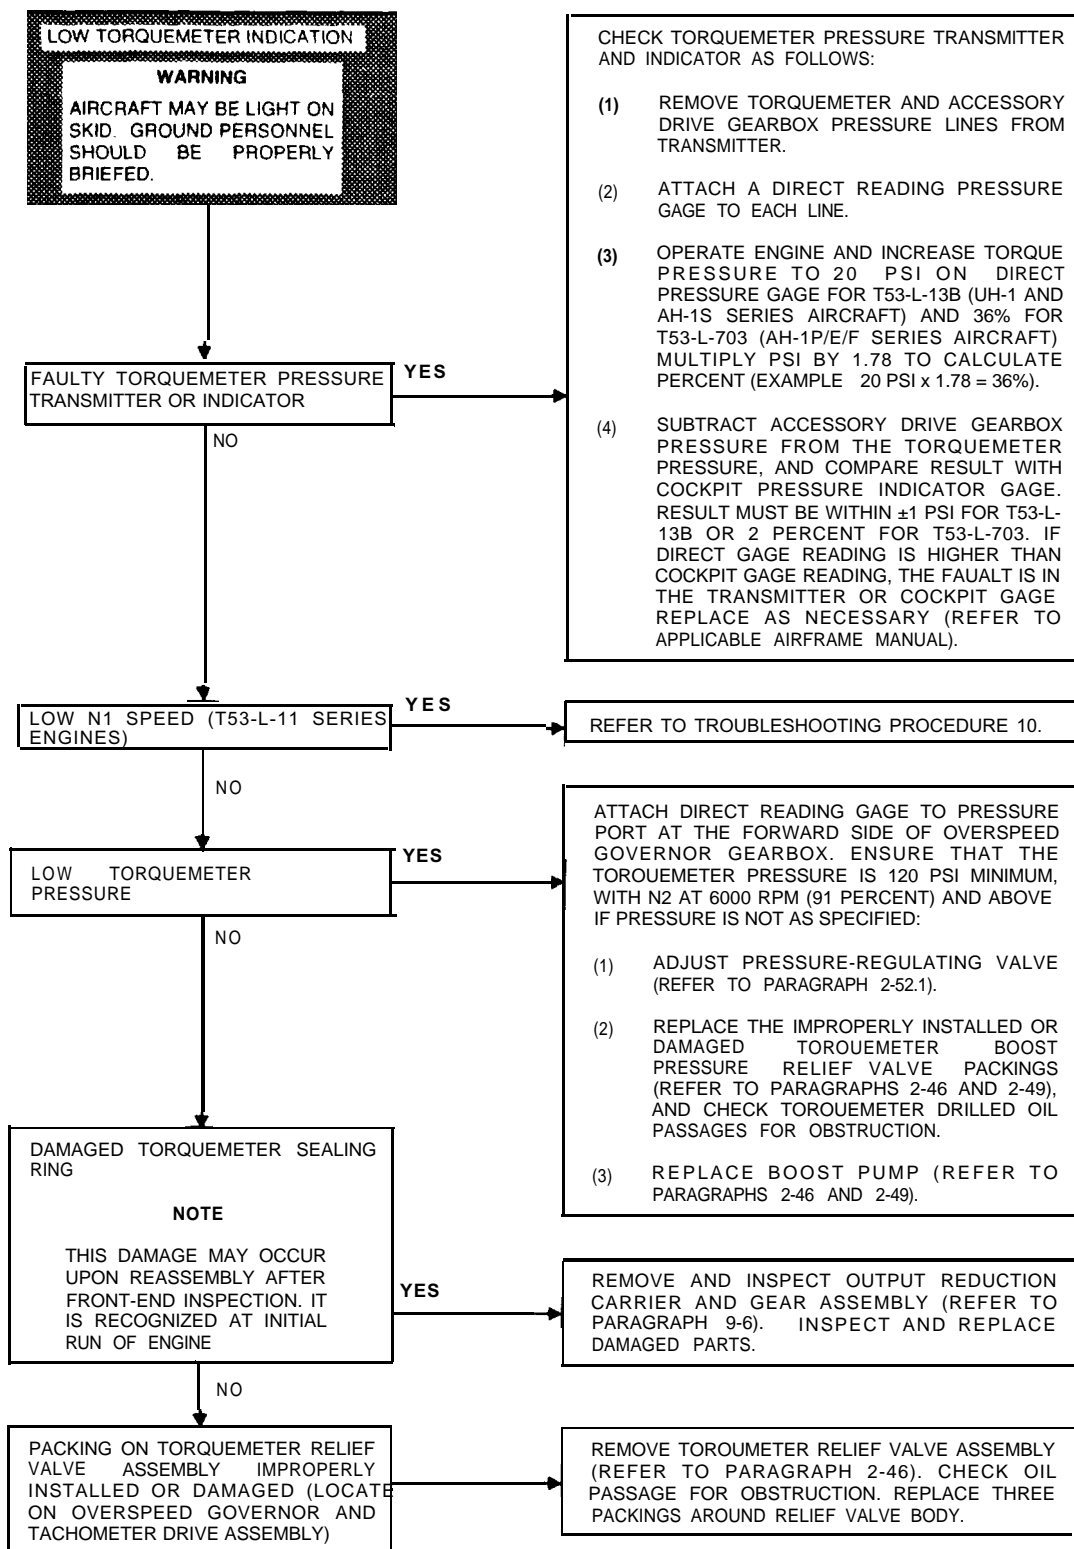 LOW TORQUEMETER INDICATION
WARNING
AIRCRAFT MAY BE LIGHT ON
SKID. GROUND PERSONNEL
SHOULD BE PROPERLY
BRIEFED.
CHECK TORQUEMETER PRESSURE TRANSMITTER
AND INDICATOR AS FOLLOWS:
(1) REMOVE TORQUEMETER AND ACCESSORY
DRIVE GEARBOX PRESSURE LINES FROM
TRANSMITTER.
(2) ATTACH A DIRECT READING PRESSURE
GAGE TO EACH LINE.
(3) OPERATE ENGINE AND INCREASE TORQUE
PRESSURE TO 20 PSI ON DIRECT
PRESSURE GAGE FOR T53-L-13B (UH-1 AND
AH-1S SERIES AIRCRAFT) AND 36% FOR
T53-L-703 (AH-1P/E/F SERIES AIRCRAFT)
MULTIPLY PSI BY 1.78 TO CALCULATE
PERCENT (EXAMPLE 20 PSI x 1.78 = 36%).
(4) SUBTRACT ACCESSORY DRIVE GEARBOX
PRESSURE FROM THE TORQUEMETER
PRESSURE, AND COMPARE RESULT WITH
COCKPIT PRESSURE INDICATOR GAGE.
RESULT MUST BE WITHIN ±1 PSI FOR T53-L-
13B OR 2 PERCENT FOR T53-L-703. IF
DIRECT GAGE READING IS HIGHER THAN
COCKPIT GAGE READING, THE FAUALT IS IN
THE TRANSMITTER OR COCKPIT GAGE
REPLACE AS NECESSARY (REFER TO
APPLICABLE AIRFRAME MANUAL).
FAULTY TORQUEMETER PRESSURE
TRANSMITTER OR INDICATOR
YES
NO
LOW N1 SPEED (T53-L-11 SERIES
ENGINES)
YES
REFER TO TROUBLESHOOTING PROCEDURE 10.
NO
LOW TORQUEMETER
PRESSURE
YES
ATTACH DIRECT READING GAGE TO PRESSURE
PORT AT THE FORWARD SIDE OF OVERSPEED
GOVERNOR GEARBOX. ENSURE THAT THE
TOROUEMETER PRESSURE IS 120 PSI MINIMUM,
WITH N2 AT 6000 RPM (91 PERCENT) AND ABOVE
IF PRESSURE IS NOT AS SPECIFIED:
(1) ADJUST PRESSURE-REGULATING VALVE
(REFER TO PARAGRAPH 2-52.1).
(2) REPLACE THE IMPROPERLY INSTALLED OR
DAMAGED TOROUEMETER BOOST
PRESSURE RELIEF VALVE PACKINGS
(REFER TO PARAGRAPHS 2-46 AND 2-49),
AND CHECK TOROUEMETER DRILLED OIL
PASSAGES FOR OBSTRUCTION.
(3) REPLACE BOOST PUMP (REFER TO
PARAGRAPHS 2-46 AND 2-49).
NO
DAMAGED TORQUEMETER SEALING
RING
NOTE
THIS DAMAGE MAY OCCUR
UPON REASSEMBLY AFTER
FRONT-END INSPECTION. IT
IS RECOGNIZED AT INITIAL
RUN OF ENGINE
YES
REMOVE AND INSPECT OUTPUT REDUCTION
CARRIER AND GEAR ASSEMBLY (REFER TO
PARAGRAPH 9-6). INSPECT AND REPLACE
DAMAGED PARTS.
NO
PACKING ON TORQUEMETER RELIEF
VALVE ASSEMBLY IMPROPERLY
INSTALLED OR DAMAGED (LOCATE
ON OVERSPEED GOVERNOR AND
TACHOMETER DRIVE ASSEMBLY)
REMOVE TOROUMETER RELIEF VALVE ASSEMBLY
(REFER TO PARAGRAPH 2-46). CHECK OIL
PASSAGE FOR OBSTRUCTION. REPLACE THREE
PACKINGS AROUND RELIEF VALVE BODY.